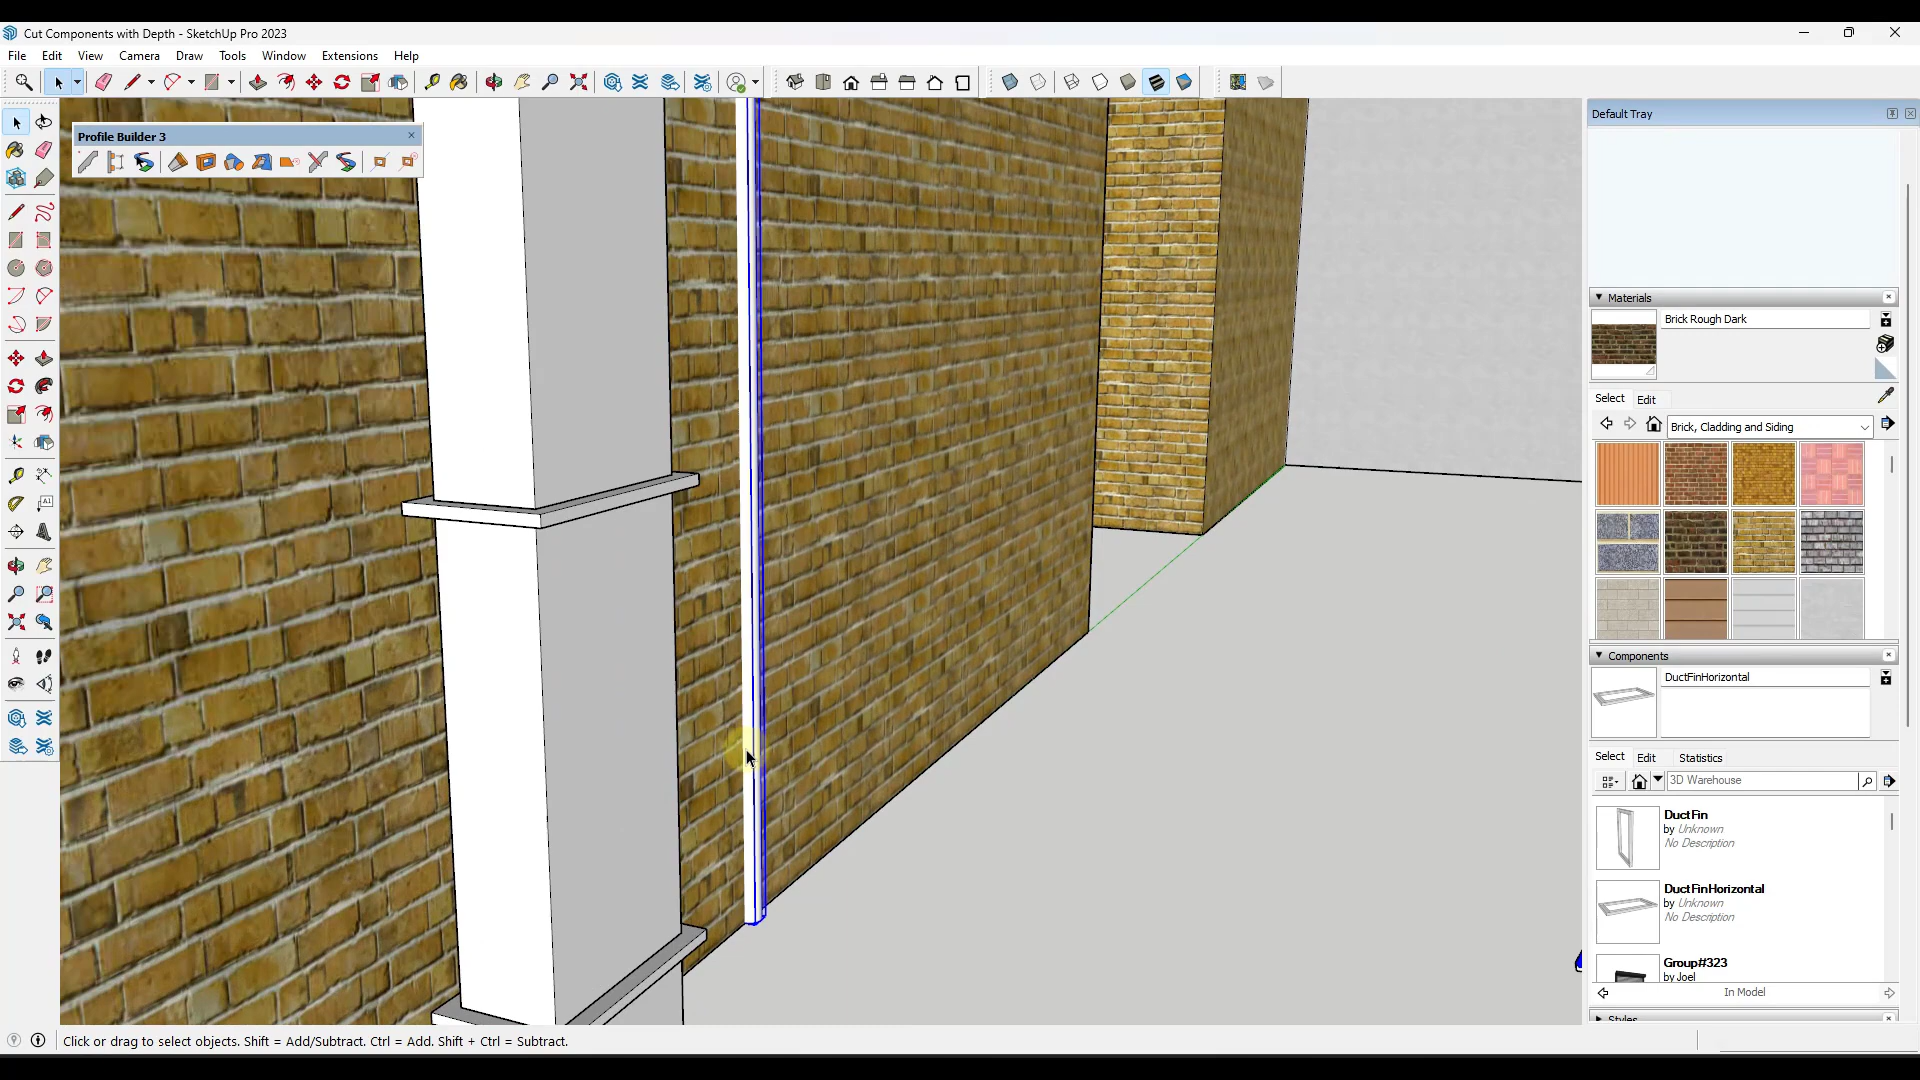 Cut Components with Depth - SketchUp Pro 2023
File Edit View Camera Draw Tools Window Extensions Help
Profile Builder 3
Default Tray
Materials
Brick Rough Dark
Select Edit
Brick, Cladding and Siding
Components
DuctFinHorizontal
Select Edit Statistics
3D Warehouse
DuctFin
by Unknown
No Description
DuctFinHorizontal
by Unknown
No Description
Group#323
by Joel
In Model
Styles
Click or drag to select objects. Shift = Add/Subtract. Ctrl = Add. Shift + Ctrl = Subtract.